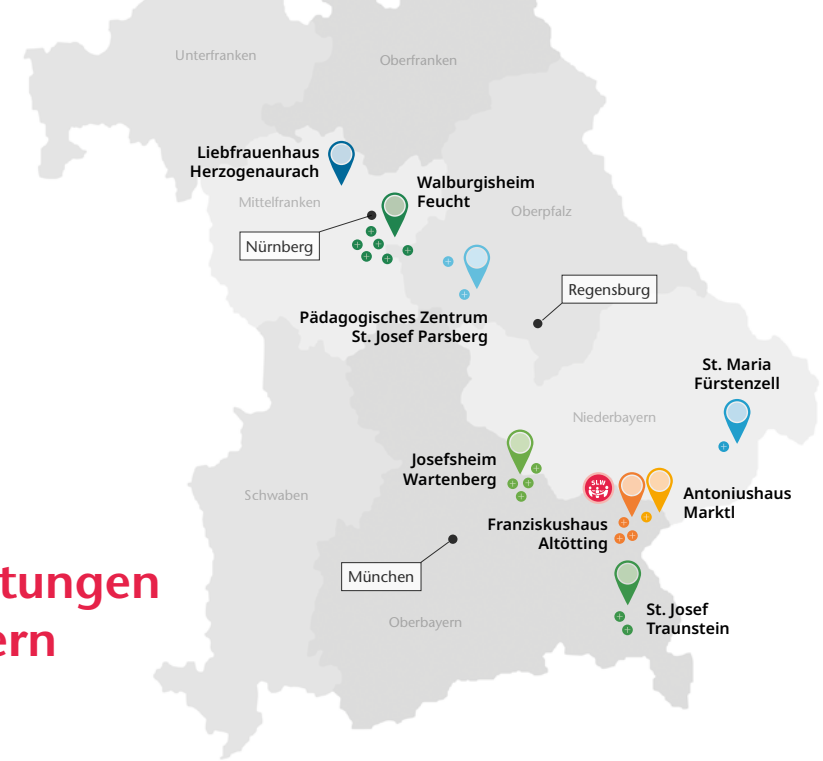 Unterfranken
Oberfranken
Liebfrauenhaus
Herzogenaurach
Walburgisheim
Feucht
Mittelfranken
Oberpfalz
Nürnberg
Regensburg
Pädagogisches Zentrum
St. Josef Parsberg
St. Maria
Fürstenzell
Niederbayern
Josefsheim
Wartenberg
SLW
Schwaben
Antoniushaus
Marktl
Franziskushaus
Altötting
München
tungen
ern
St. Josef
Traunstein
Oberbayern